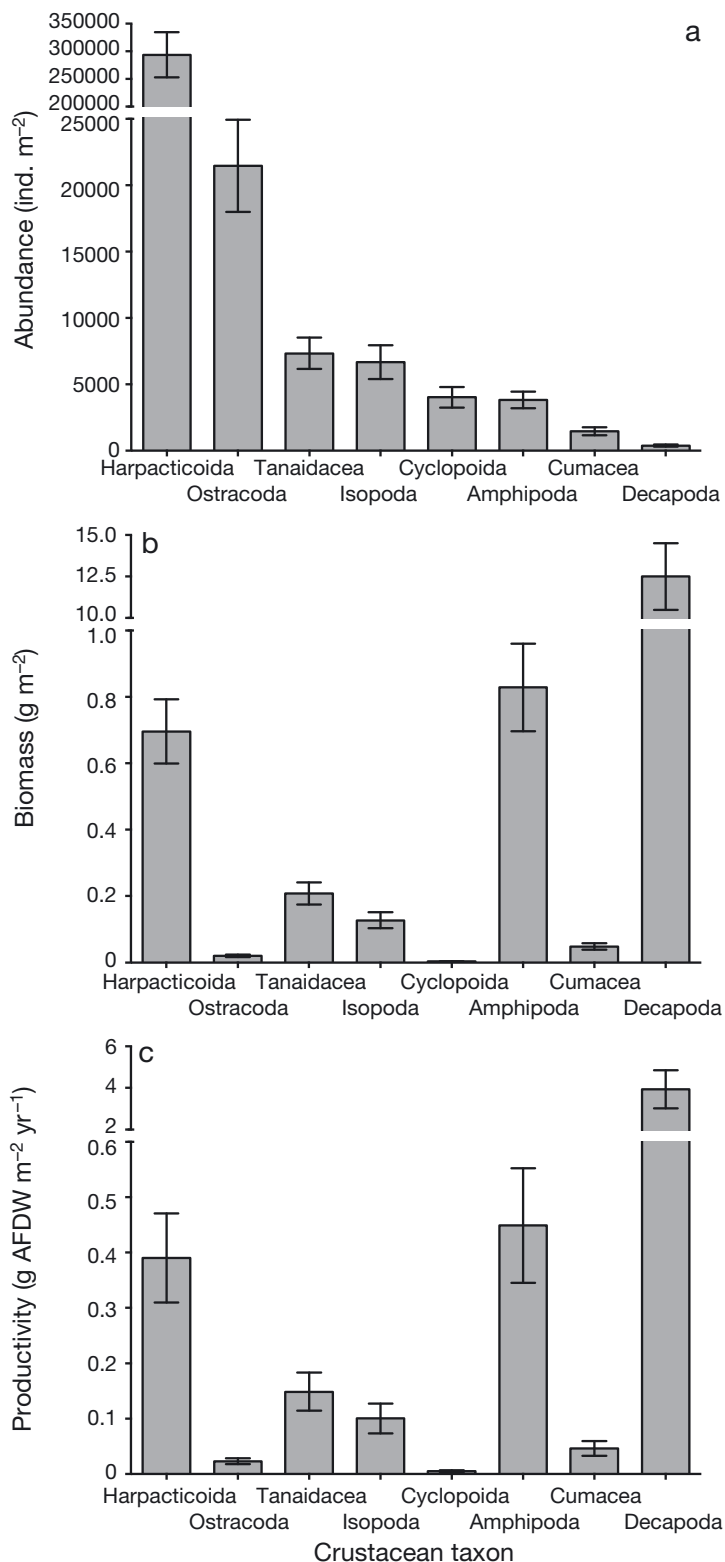 a
350000
300000
250000
200000
25000
20000
15000
10000
5000
0
Abundance (ind. m⁻²)
Harpacticoida Tanaidacea Cyclopoida Cumacea
Ostracoda Isopoda Amphipoda Decapoda
b
15.0
12.5
10.0
1.0
0.8
0.6
0.4
0.2
0
Biomass (g m⁻²)
Harpacticoida Tanaidacea Cyclopoida Cumacea
Ostracoda Isopoda Amphipoda Decapoda
c
6
4
2
0.6
0.5
0.4
0.3
0.2
0.1
0
Productivity (g AFDW m⁻² yr⁻¹)
Harpacticoida Tanaidacea Cyclopoida Cumacea
Ostracoda Isopoda Amphipoda Decapoda
Crustacean taxon